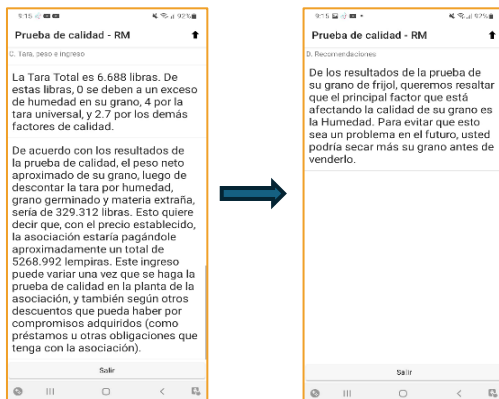 9:15
92%
Prueba de calidad - RM
C. Tara, peso e ingreso
La Tara Total es 6.688 libras. De
estas libras, 0 se deben a un exceso
de humedad en su grano, 4 por la
tara universal, y 2.7 por los demás
factores de calidad.
De acuerdo con los resultados de
la prueba de calidad, el peso neto
aproximado de su grano, luego de
descontar la tara por humedad,
grano germinado y materia extraña,
sería de 329.312 libras. Esto quiere
decir que, con el precio establecido,
la asociación estaría pagándole
aproximadamente un total de
5268.992 lempiras. Este ingreso
puede variar una vez que se haga la
prueba de calidad en la planta de la
asociación, y también según otros
descuentos que pueda haber por
compromisos adquiridos (como
préstamos u otras obligaciones que
tenga con la asociación).
Salir
9:15
92%
Prueba de calidad - RM
D. Recomendaciones
De los resultados de la prueba de
su grano de frijol, queremos resaltar
que el principal factor que está
afectando la calidad de su grano es
la Humedad. Para evitar que esto
sea un problema en el futuro, usted
podría secar más su grano antes de
venderlo.
Salir